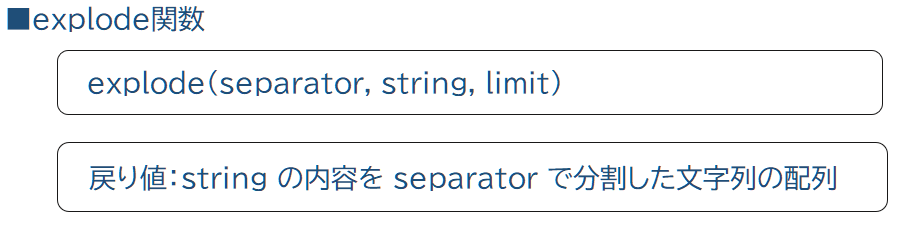 ■explode関数
explode(separator, string, limit)
戻り値：string の内容を separator で分割した文字列の配列